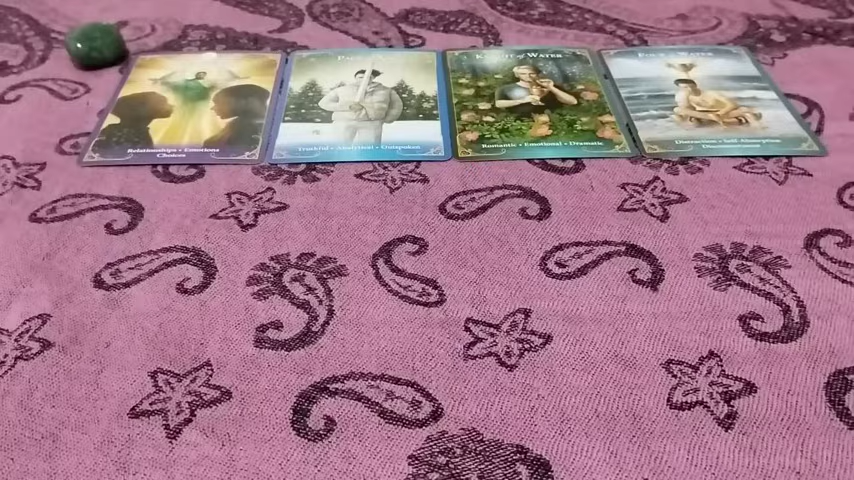 Relationships • Emotions
Choices
Truthful • Analytical • Outspoken
Knight of Water
Romantic • Emotional • Dramatic
Four of Water
Distraction • Self-Absorption